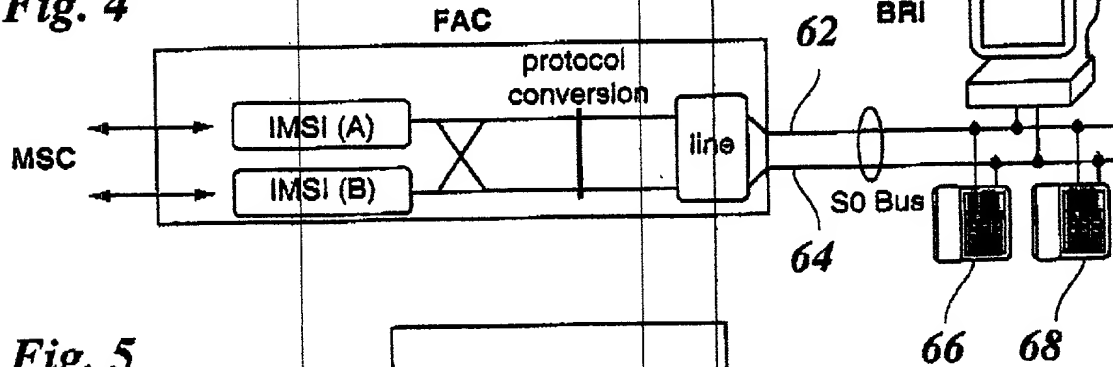 Fig. 4
FAC
BRI
62
protocol
conversion
IMSI (A)
line
MSC
IMSI (B)
S0 Bus
64
66
68
Fig. 5